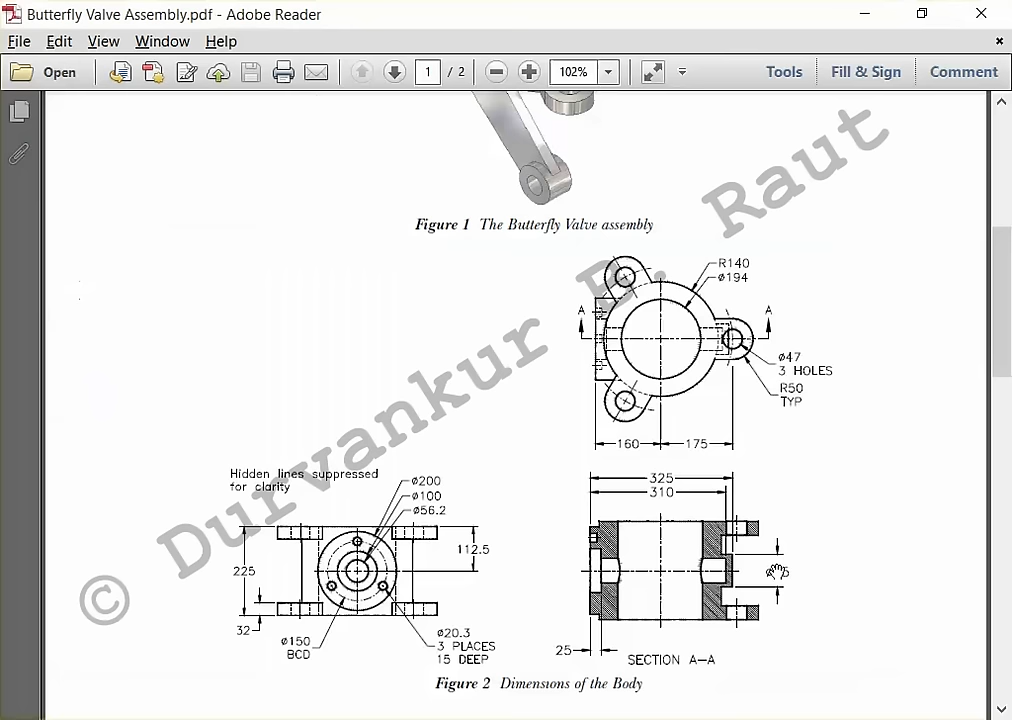 Butterfly Valve Assembly.pdf - Adobe Reader
File Edit View Window Help
Open 1 / 2 102% Tools Fill & Sign Comment
Figure 1 The Butterfly Valve assembly
R140
ø194
A A
ø47
3 HOLES
R50
TYP
160 175
Hidden lines suppressed
for clarity
ø200
ø100
ø56.2
112.5
225
32
ø150
BCD
ø20.3
3 PLACES
15 DEEP
325
310
25
SECTION A-A
Figure 2 Dimensions of the Body
© Durvankur B. Raut